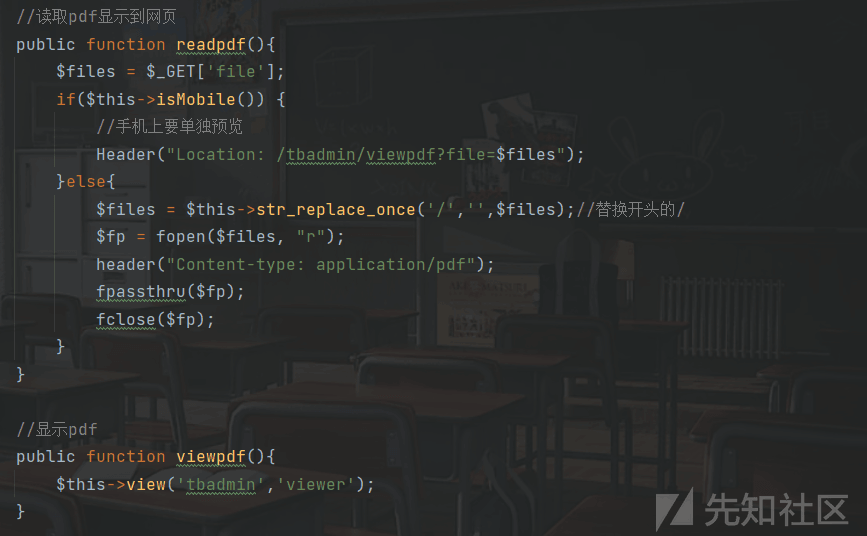 //读取pdf显示到网页
public function readpdf(){
    $files = $_GET['file'];
    if($this->isMobile()) {
        //手机上要单独预览
        Header("Location: /tbadmin/viewpdf?file=$files");
    }else{
        $files = $this->str_replace_once('/','',$files);//替换开头的/
        $fp = fopen($files, "r");
        header("Content-type: application/pdf");
        fpassthru($fp);
        fclose($fp);
    }
}
//显示pdf
public function viewpdf(){
    $this->view('tbadmin','viewer');
}
先知社区